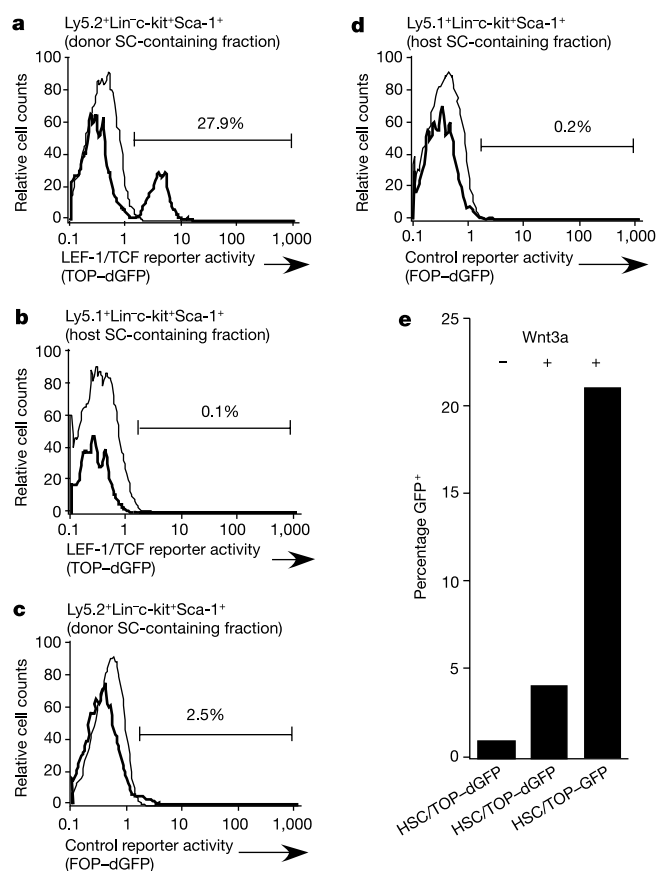 a
Ly5.2⁺Lin⁻c-kit⁺Sca-1⁺
(donor SC-containing fraction)
Relative cell counts
100
80
60
40
20
0
27.9%
0.1 1 10 100 1,000
LEF-1/TCF reporter activity
(TOP–dGFP)
b
Ly5.1⁺Lin⁻c-kit⁺Sca-1⁺
(host SC-containing fraction)
Relative cell counts
100
80
60
40
20
0
0.1%
0.1 1 10 100 1,000
LEF-1/TCF reporter activity
(TOP–dGFP)
c
Ly5.2⁺Lin⁻c-kit⁺Sca-1⁺
(donor SC-containing fraction)
Relative cell counts
100
80
60
40
20
0
2.5%
0.1 1 10 100 1,000
Control reporter activity
(FOP–dGFP)
d
Ly5.1⁺Lin⁻c-kit⁺Sca-1⁺
(host SC-containing fraction)
Relative cell counts
100
80
60
40
20
0
0.2%
0.1 1 10 100 1,000
Control reporter activity
(FOP–dGFP)
e
Percentage GFP⁺
25
20
15
10
5
0
Wnt3a
– + +
HSC/TOP–dGFP
HSC/TOP–dGFP
HSC/TOP–GFP